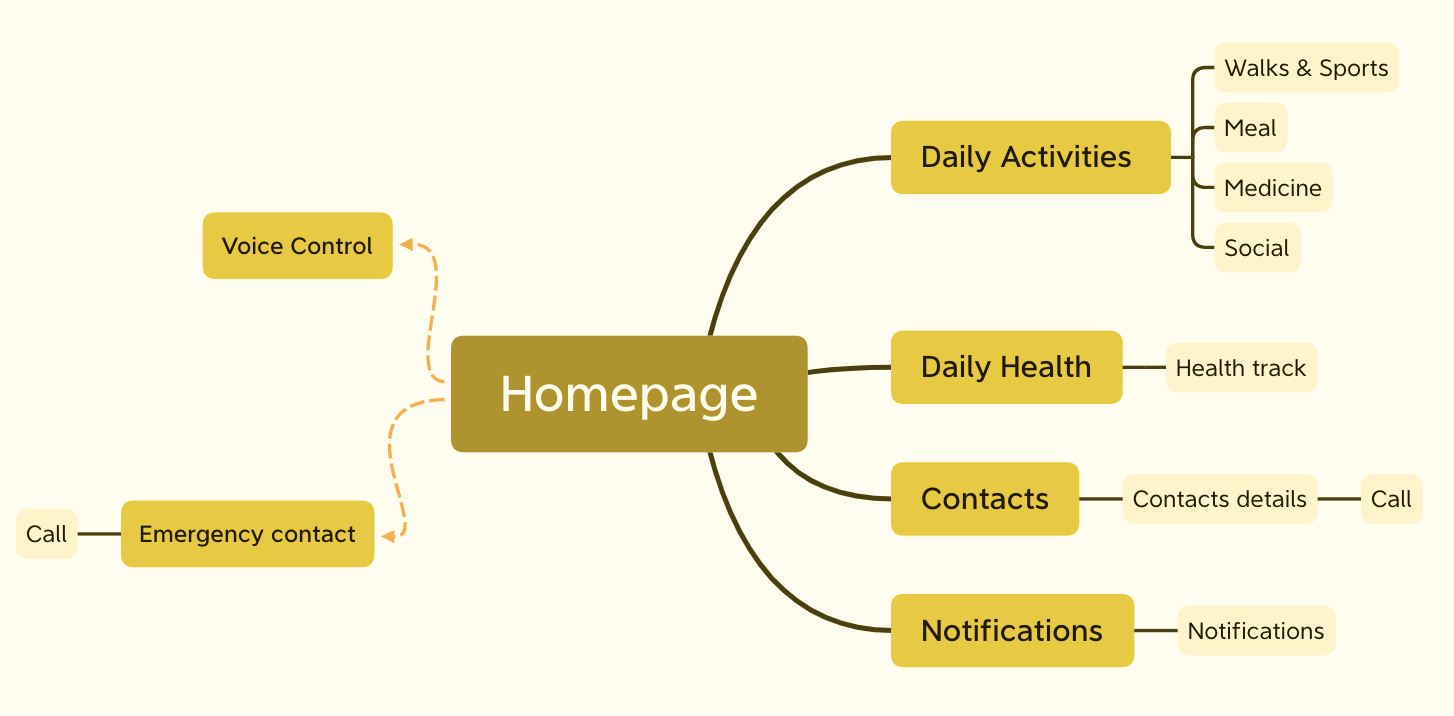 Homepage
Daily Activities
Walks & Sports
Meal
Medicine
Social
Daily Health
Health track
Contacts
Contacts details
Call
Notifications
Notifications
Voice Control
Emergency contact
Call